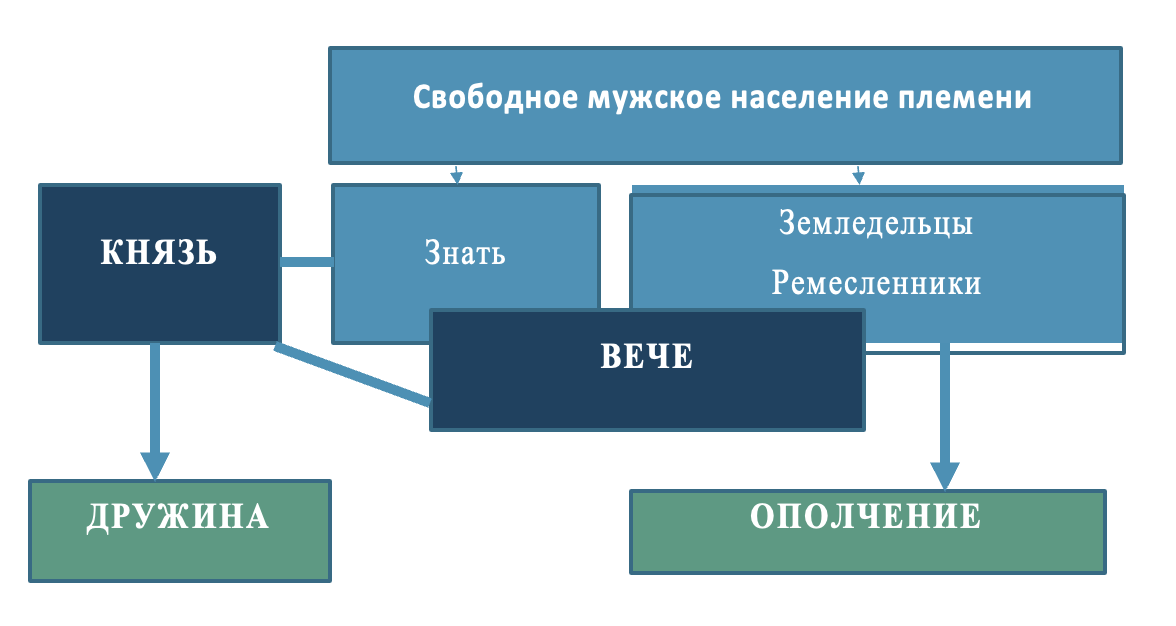 Свободное мужское население племени
КНЯЗЬ
Знать
Земледельцы
Ремесленники
ВЕЧЕ
ДРУЖИНА
ОПОЛЧЕНИЕ